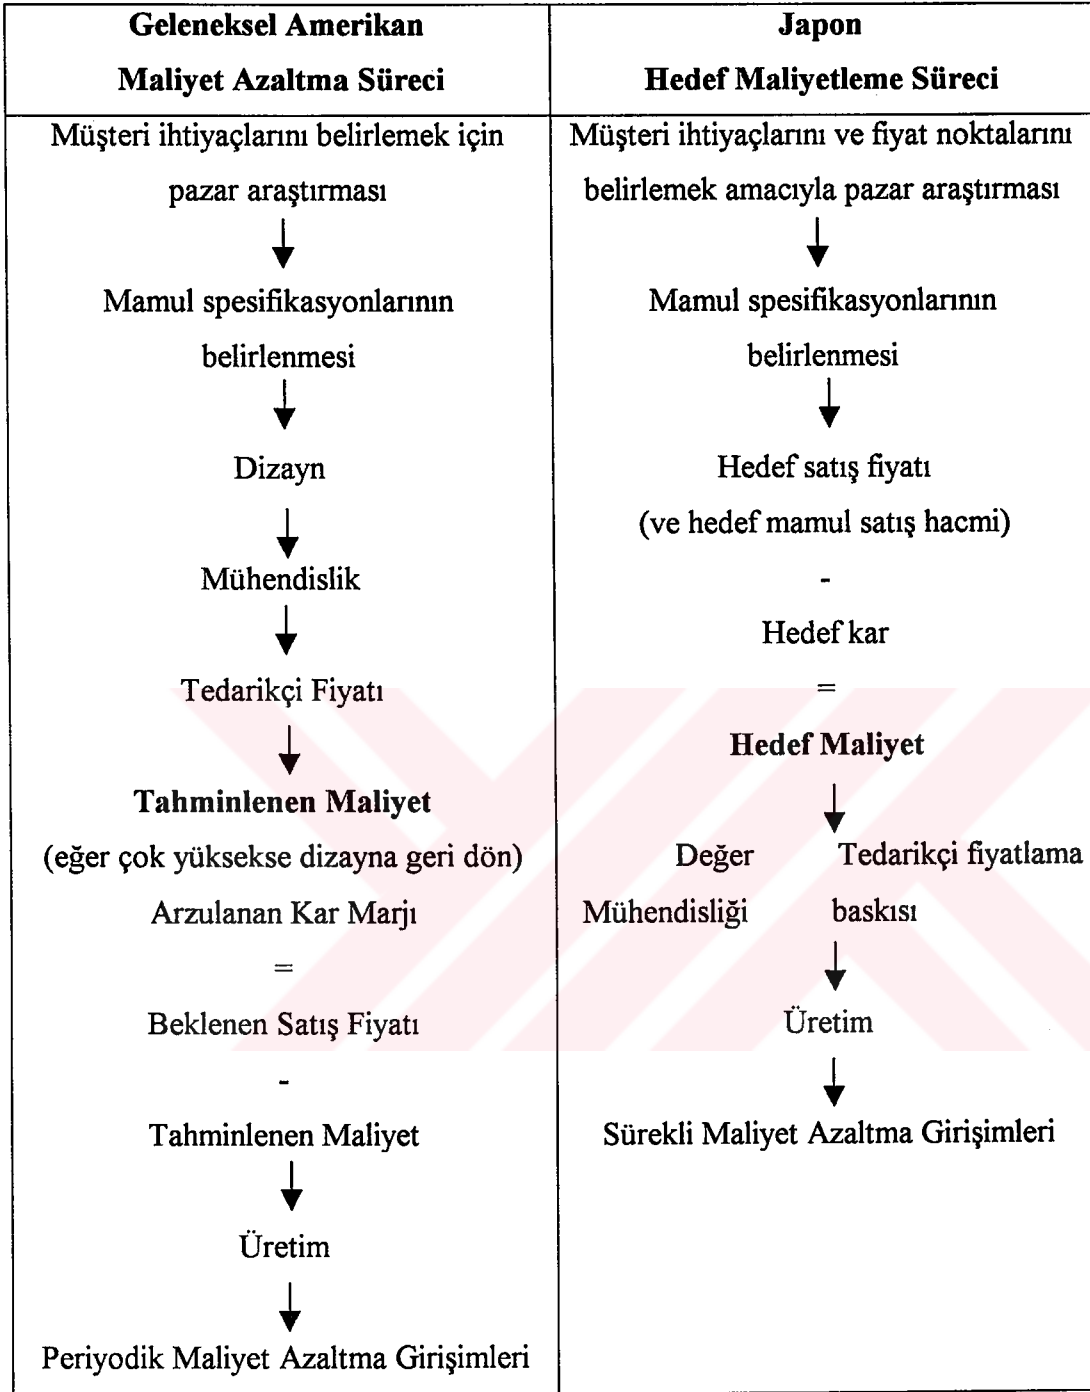 Geleneksel Amerikan
Maliyet Azaltma Süreci
Müşteri ihtiyaçlarını belirlemek için
pazar araştırması
Mamul spesifikasyonlarının
belirlenmesi
Dizayn
Mühendislik
Tedarikçi Fiyatı
Tahminlenen Maliyet
(eğer çok yüksekse dizayna geri dön)
Arzulanan Kar Marjı
=
Beklenen Satış Fiyatı
-
Tahminlenen Maliyet
Üretim
Periyodik Maliyet Azaltma Girişimleri
Japon
Hedef Maliyetleme Süreci
Müşteri ihtiyaçlarını ve fiyat noktalarını
belirlemek amacıyla pazar araştırması
Mamul spesifikasyonlarının
belirlenmesi
Hedef satış fiyatı
(ve hedef mamul satış hacmi)
-
Hedef kar
=
Hedef Maliyet
Değer
Mühendisliği
Tedarikçi fiyatlama
baskısı
Üretim
Sürekli Maliyet Azaltma Girişimleri